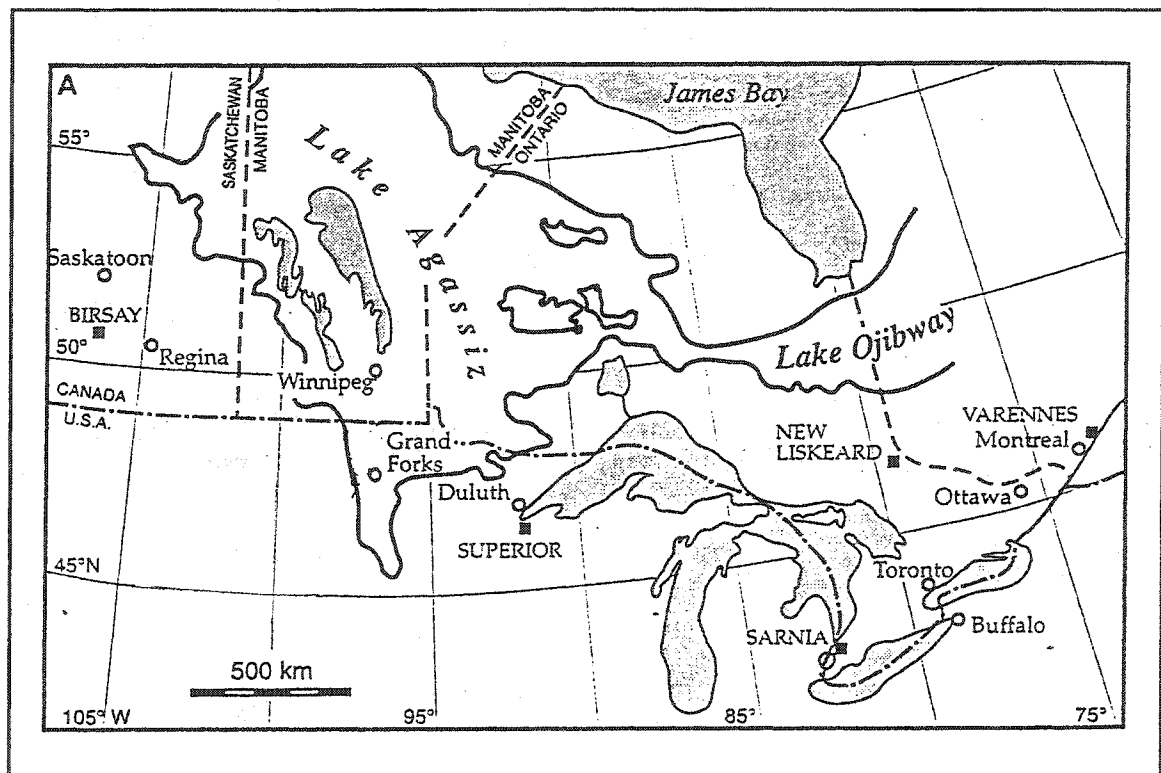 A
James Bay
SASKATCHEWAN
MANITOBA
MANITOBA
ONTARIO
55°
Lake
Agassiz
Saskatoon
BIRSAY
50°
Regina
Winnipeg
Lake Ojibway
CANADA
U.S.A.
Grand
Forks
NEW
LISKEARD
VARENNES
Montreal
Duluth
Ottawa
SUPERIOR
45°N
Toronto
SARNIA
Buffalo
500 km
105° W
95°
85°
75°